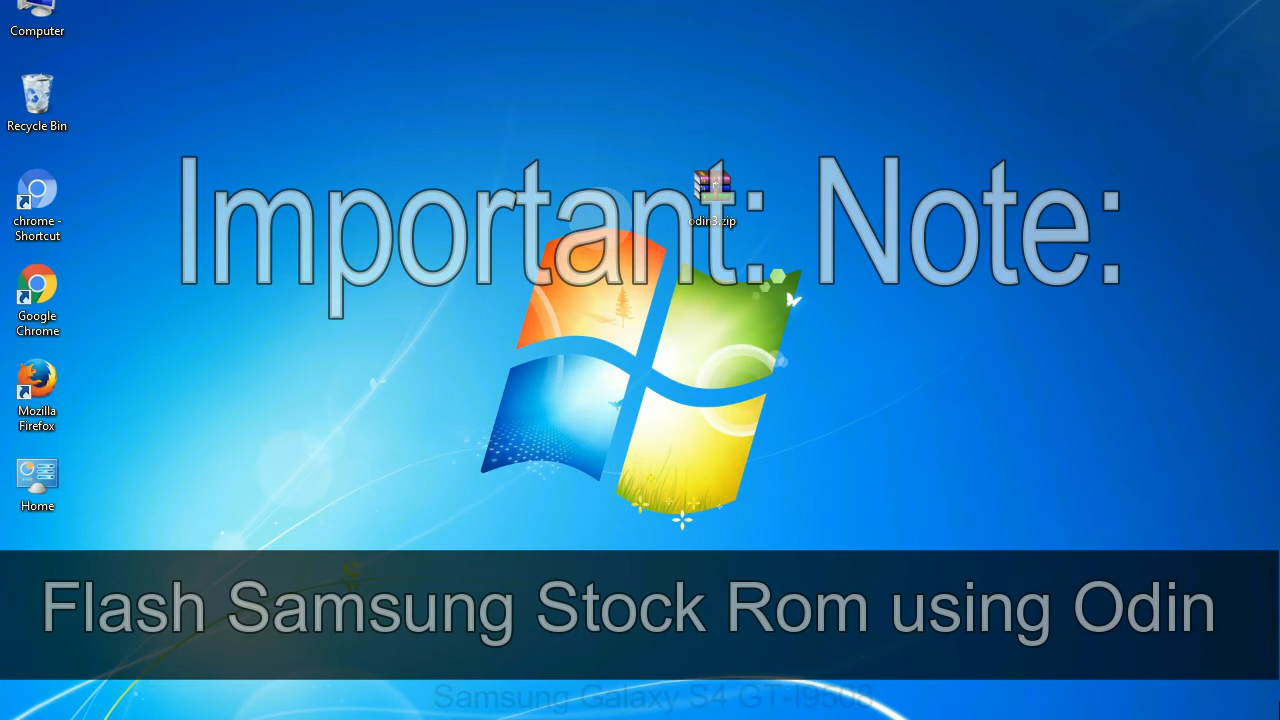 Computer
Recycle Bin
chrome -
Shortcut
Google
Chrome
Mozilla
Firefox
Home
odin3.zip
Important: Note:
Flash Samsung Stock Rom using Odin
Samsung Galaxy S4 GT-I9508